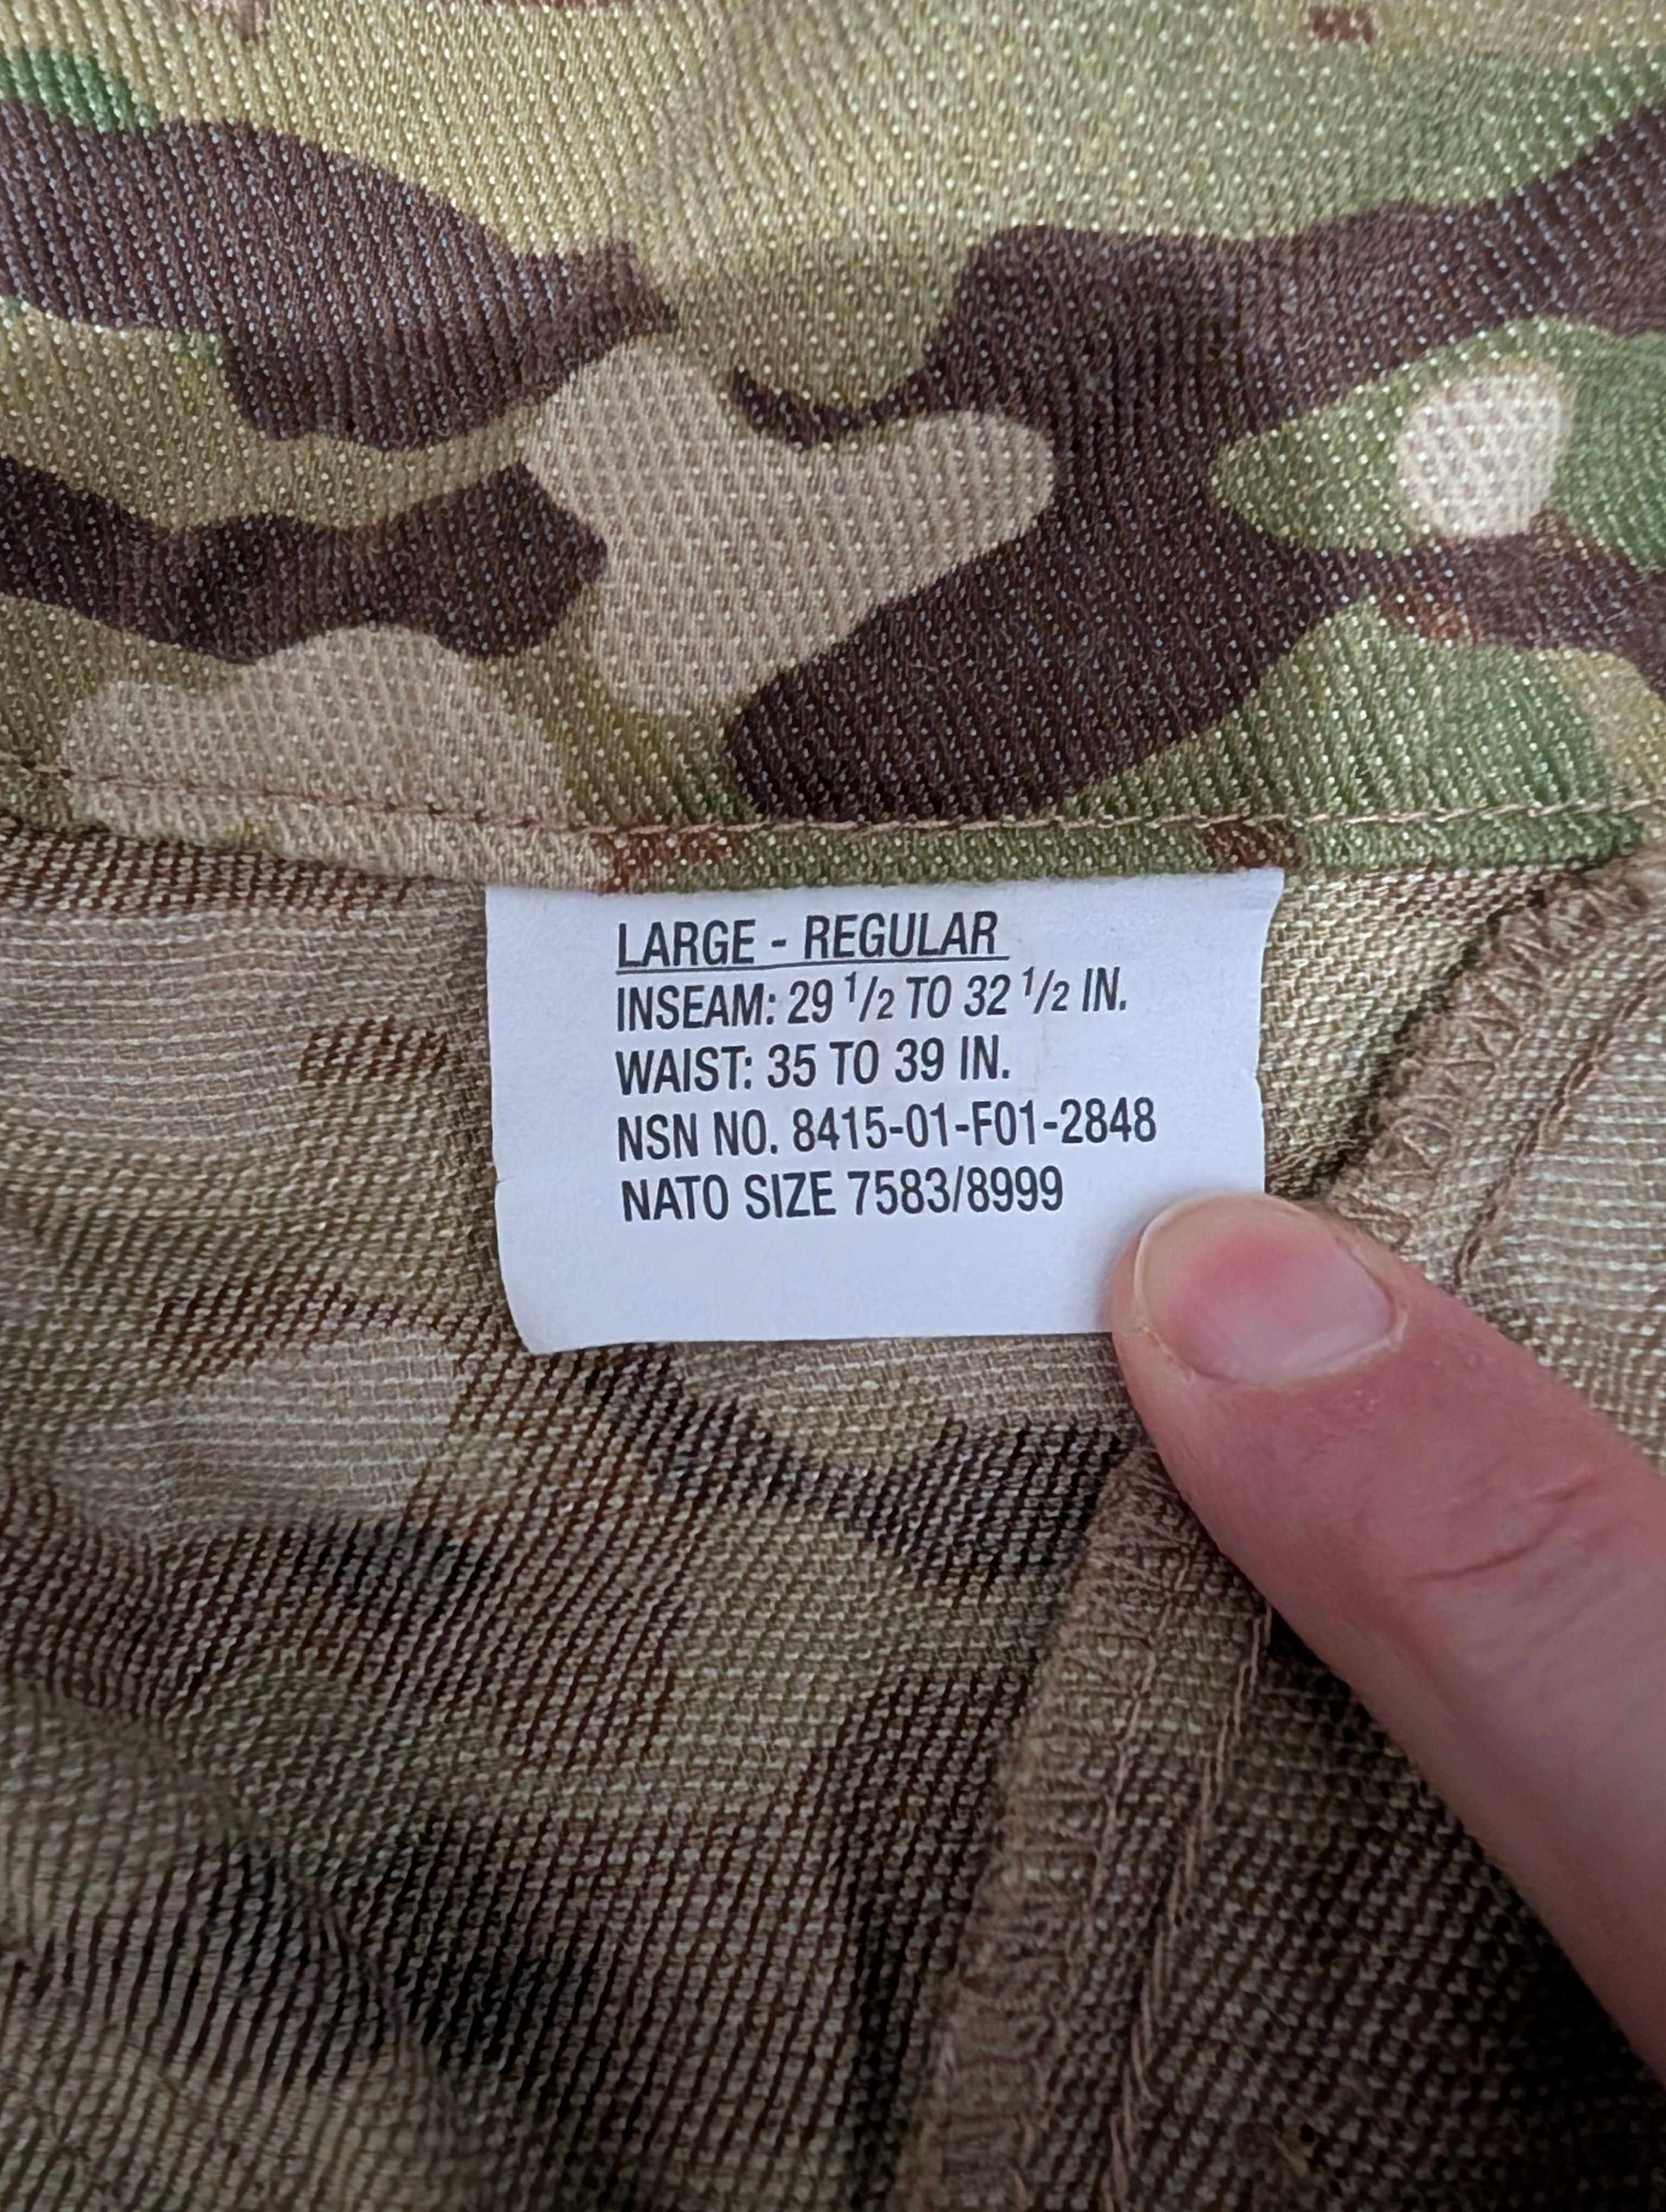 LARGE - REGULAR
INSEAM: 29 1/2 TO 32 1/2 IN.
WAIST: 35 TO 39 IN.
NSN NO. 8415-01-F01-2848
NATO SIZE 7583/8999